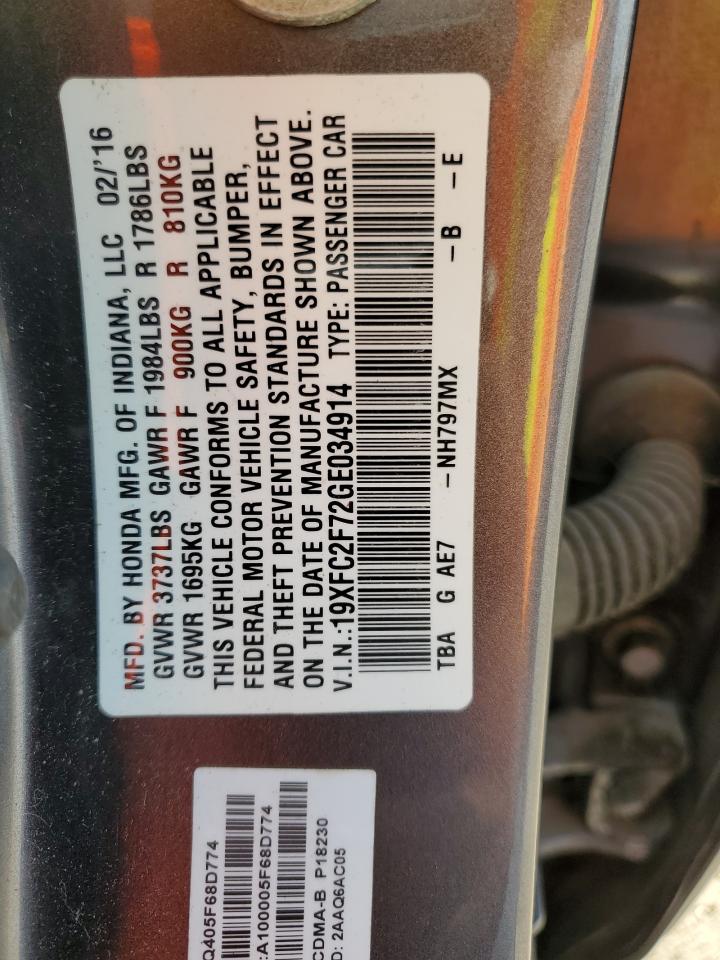 MFD. BY HONDA MFG. OF INDIANA, LLC 02/'16
GVWR 3737LBS GAWR F 1984LBS R 1786LBS
GVWR 1695KG GAWR F 900KG R 810KG
THIS VEHICLE CONFORMS TO ALL APPLICABLE
FEDERAL MOTOR VEHICLE SAFETY, BUMPER,
AND THEFT PREVENTION STANDARDS IN EFFECT
ON THE DATE OF MANUFACTURE SHOWN ABOVE.
V.I.N.:19XFC2F72GE034914 TYPE: PASSENGER CAR
TBA G AE7 -NH797MX -B -E
Q405F68D774
:A100005F68D774
CDMA-B P18230
D: 2AAQ6AC05